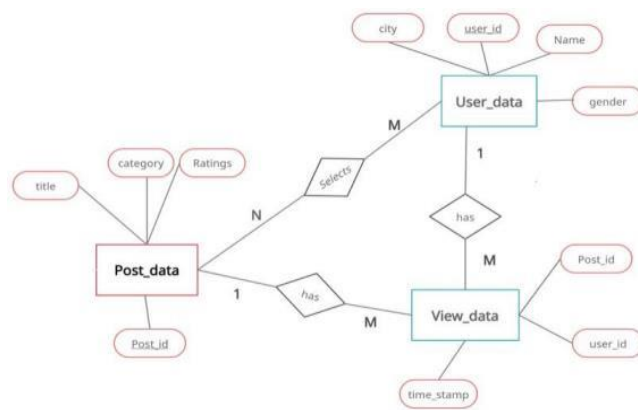 city
user_id
Name
User_data
gender
M
1
Selects
category
Ratings
title
N
has
Post_data
M
Post_id
1
has
M
View_data
user_id
Post_id
time_stamp